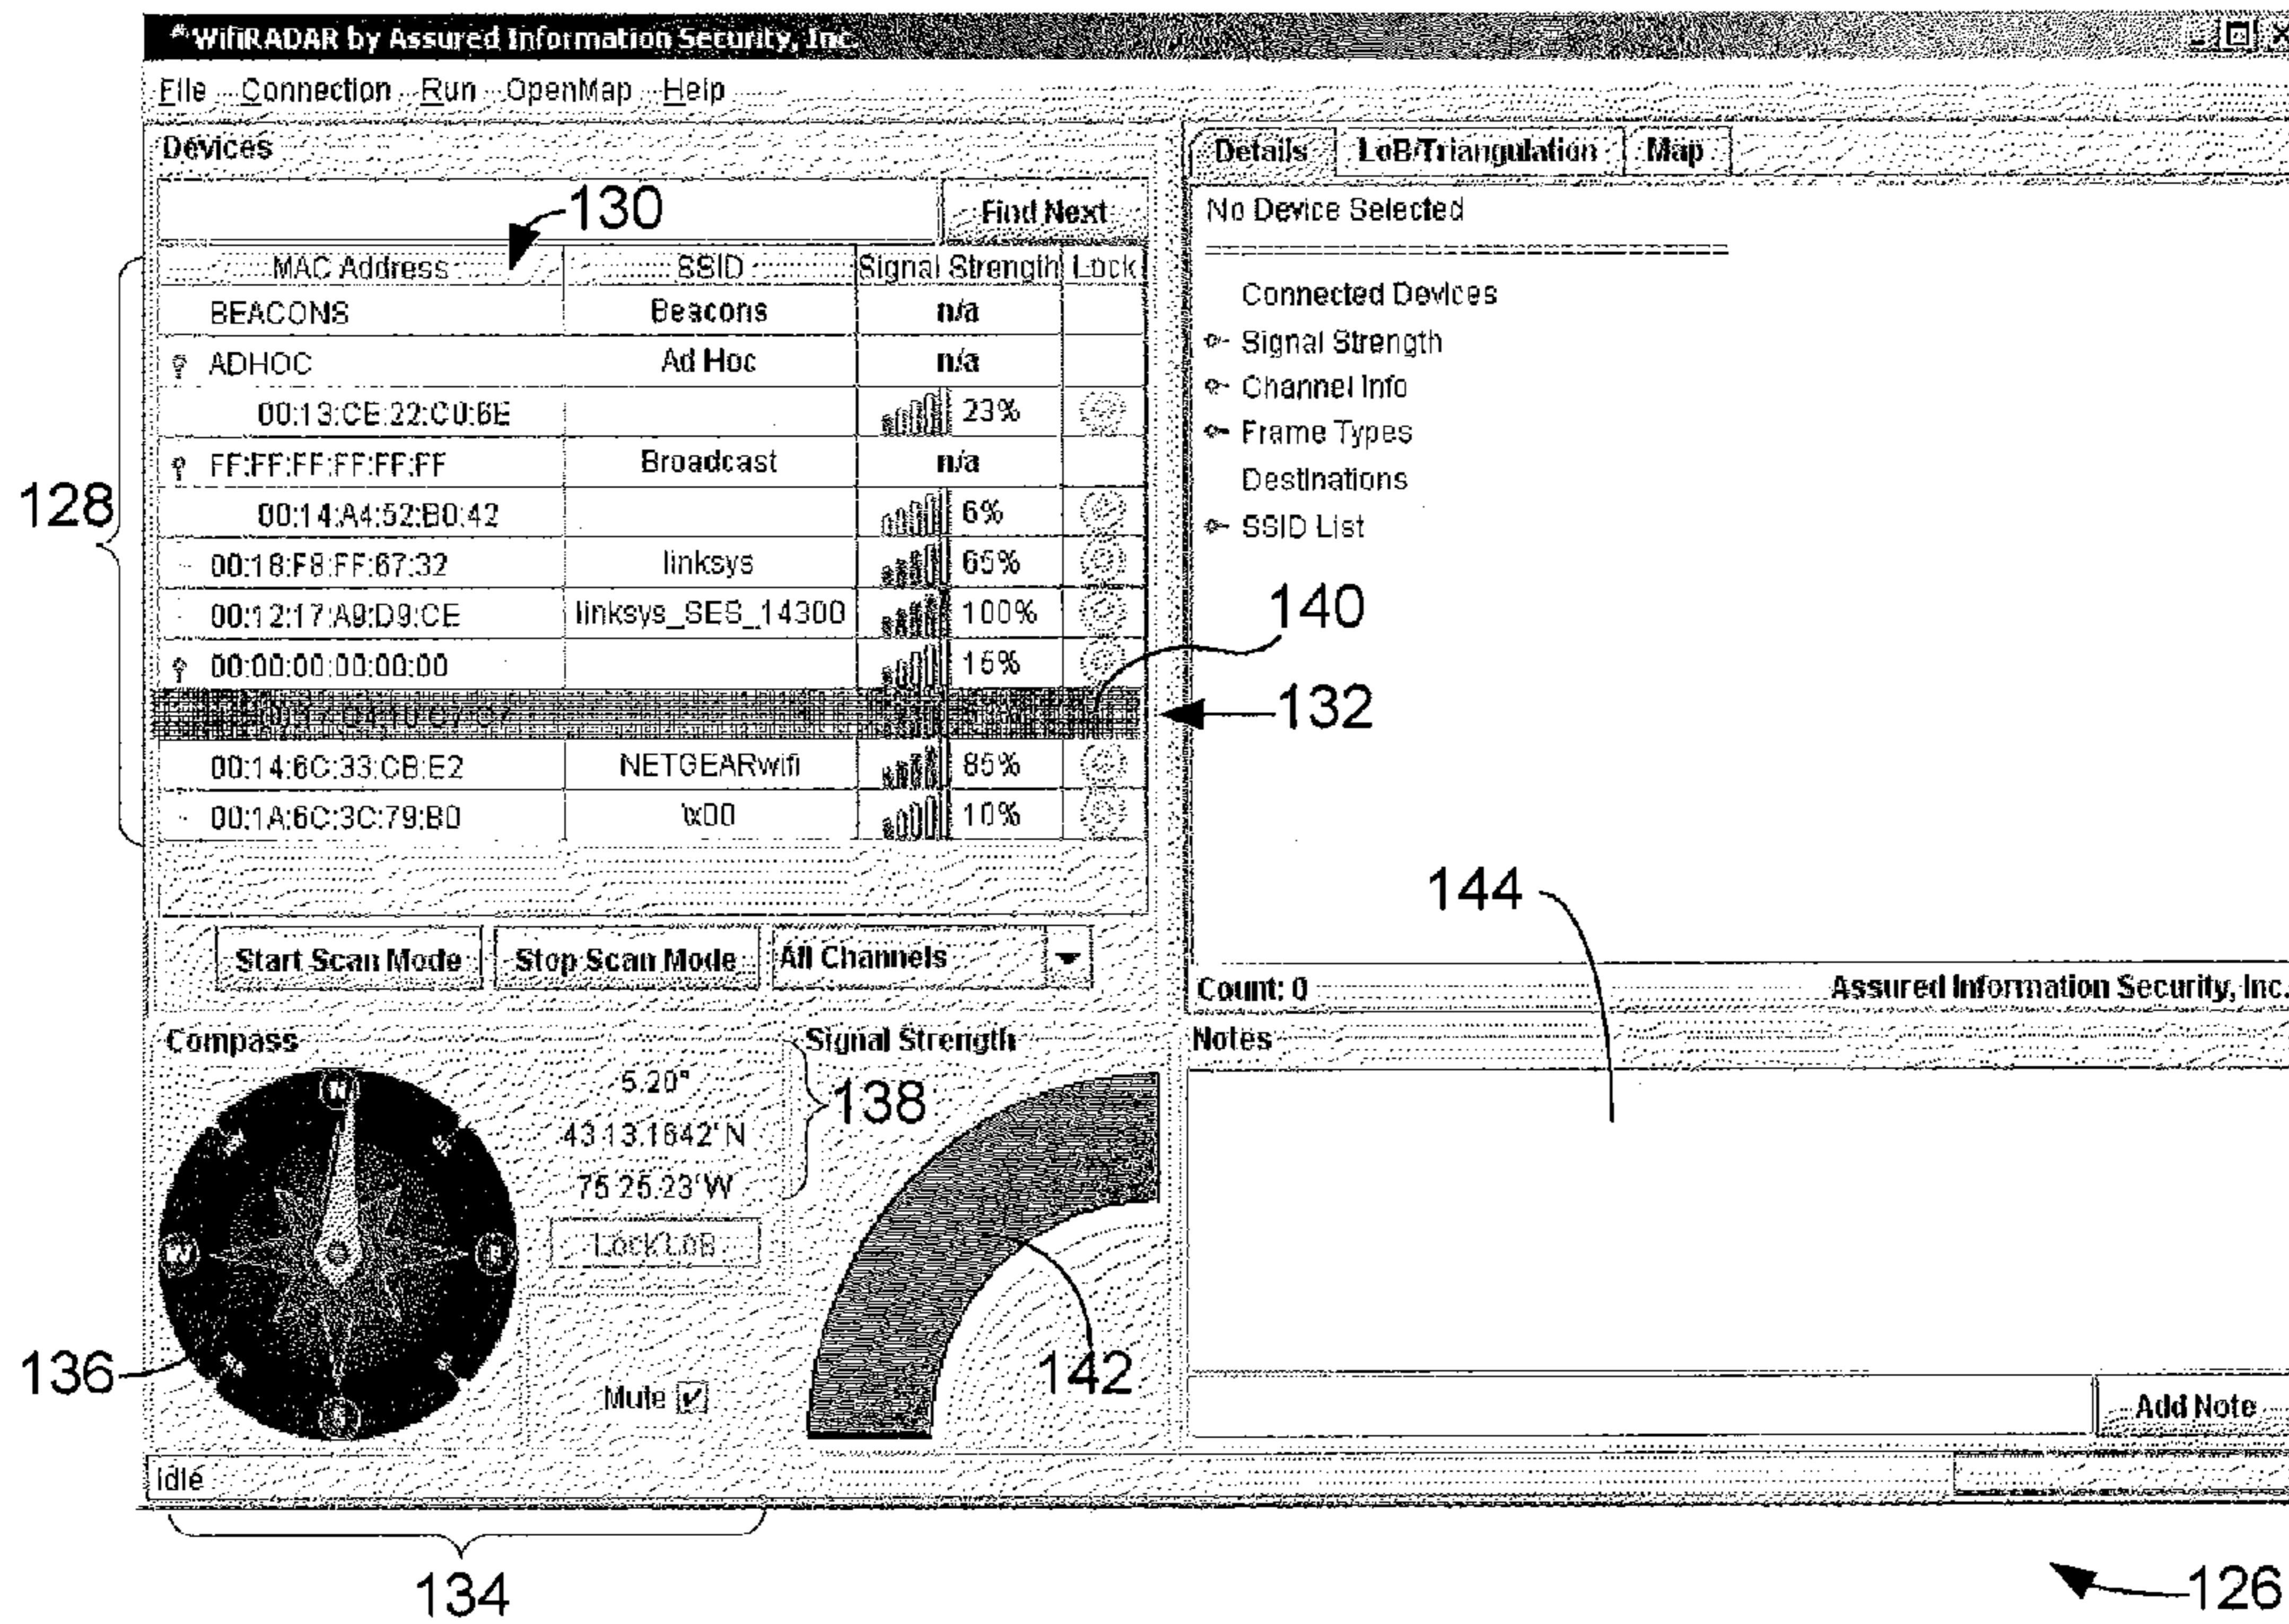 WifiRADAR by Assured Information Security, Inc.
File Connection Run OpenMap Help
Devices
Find Next
130
MAC Address SSID Signal Strength Lock
BEACONS Beacons n/a
ADHOC Ad Hoc n/a
00:13:CE:22:C0:6E 23%
FF:FF:FF:FF:FF:FF Broadcast n/a
128
00:14:A4:52:B0:42 6%
00:18:F8:FF:67:32 linksys 65%
00:12:17:A9:D9:CE linksys_SES_14300 100%
00:00:00:00:00:00 15%
00:14:6C:33:CB:E2 NETGEARwifi 85%
00:1A:6C:3C:79:B0 \x00 10%
Start Scan Mode Stop Scan Mode All Channels
Details LoB/Triangulation Map
No Device Selected
Connected Devices
Signal Strength
Channel Info
Frame Types
Destinations
SSID List
140
132
144
Count: 0 Assured Information Security, Inc.
Compass
N
W
5.20°
43.13.1642'N
75.25.23'W
138
Lock LoB
Mute
136
Signal Strength
142
Notes
Add Note
Idle
134
126